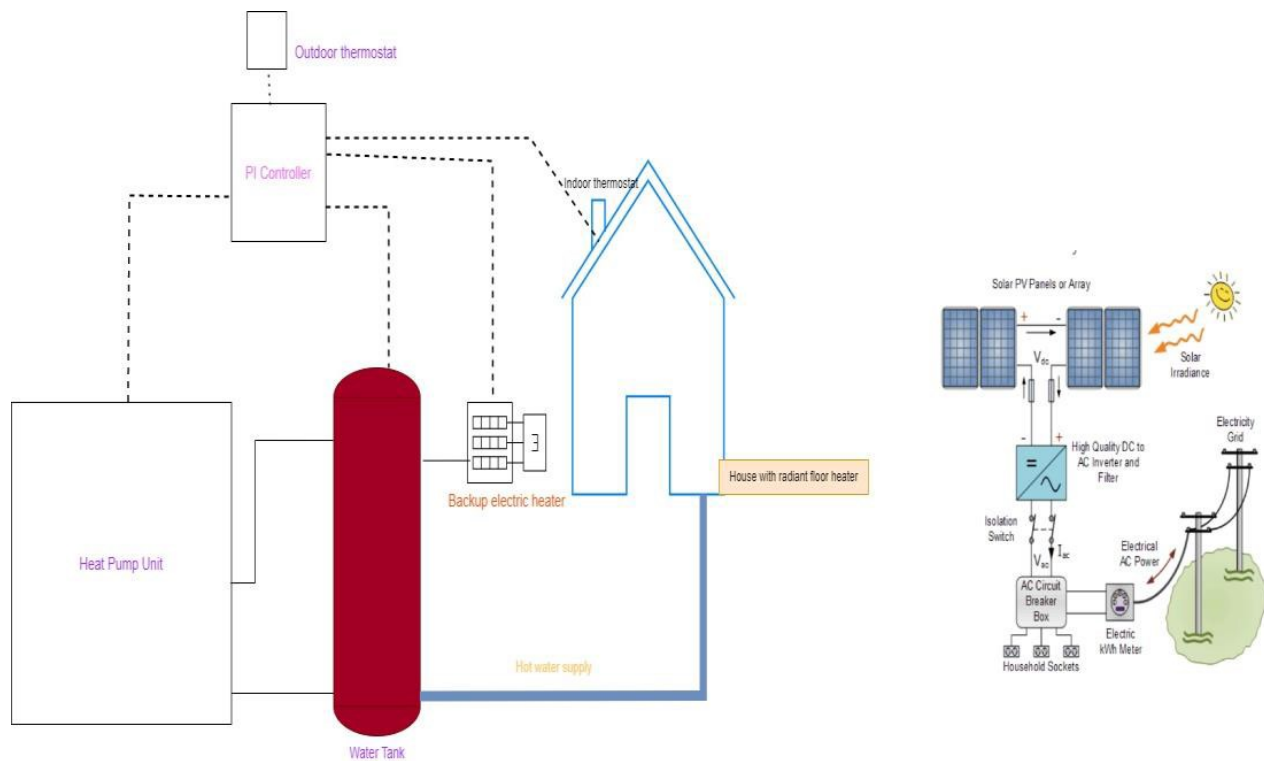 Outdoor thermostat
PI Controller
Indoor thermostat
House with radiant floor heater
Backup electric heater
Heat Pump Unit
Hot water supply
Water Tank
Solar PV Panels or Array
+
-
Vdc
Solar
Irradiance
-
+
High Quality DC to
AC Inverter and
Filter
Electricity
Grid
Isolation
Switch
Iac
Vac
Electrical
AC Power
AC Circuit
Breaker
Box
Electric
kWh Meter
Household Sockets